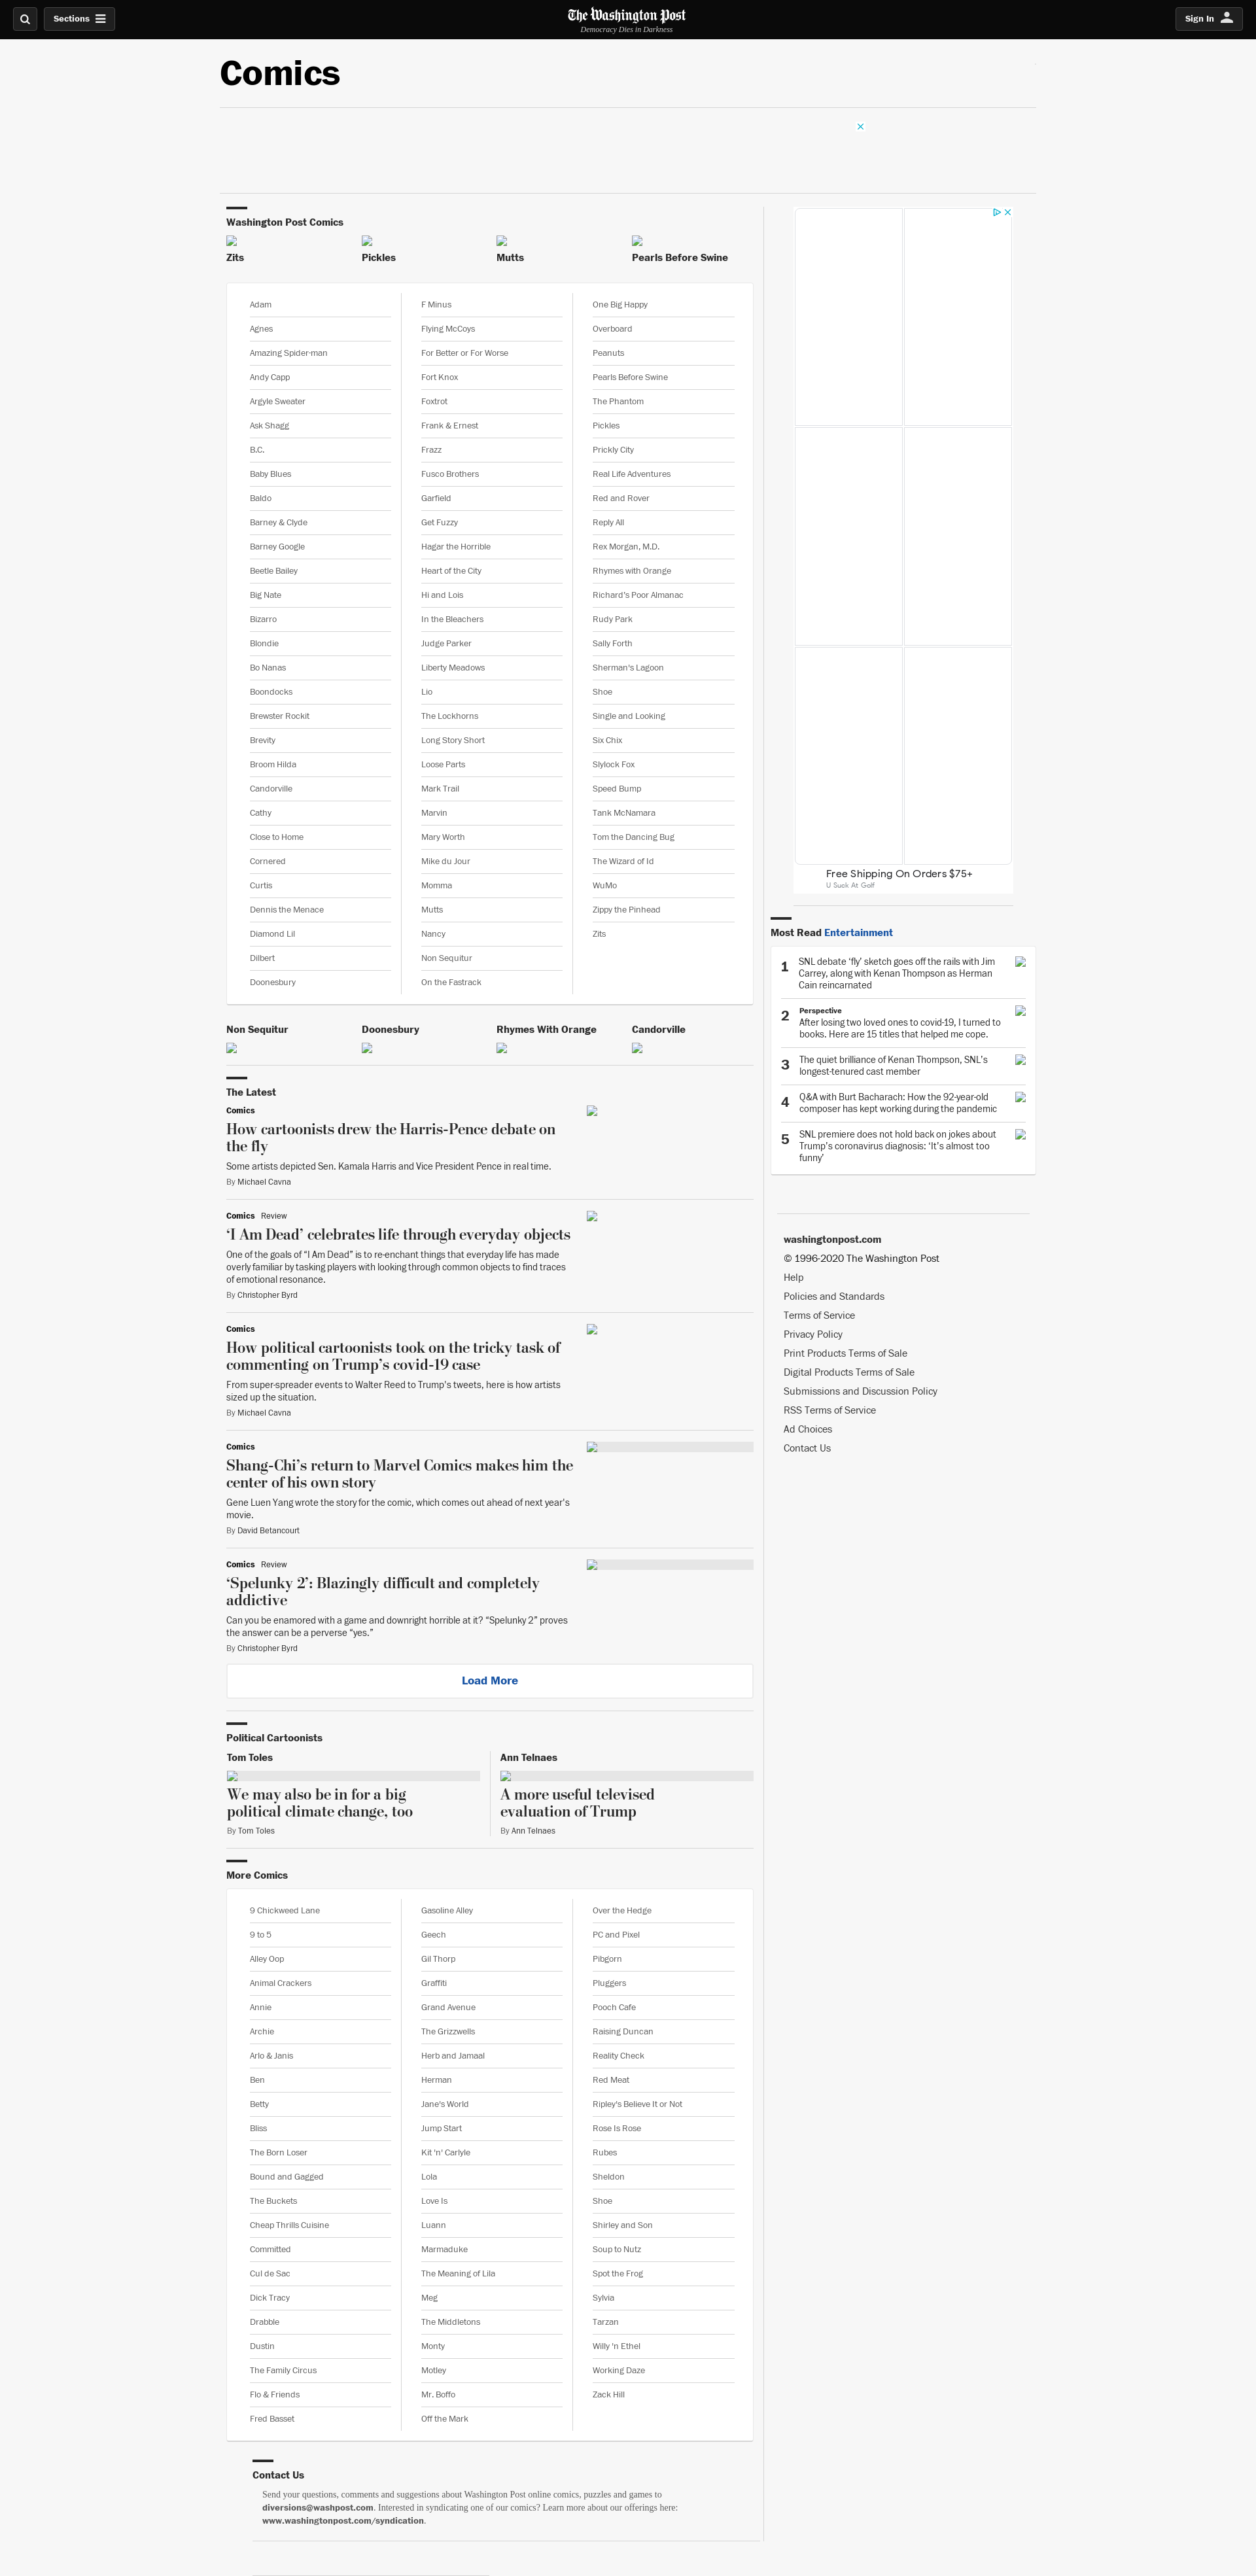 Sections
The Washington Post
Democracy Dies in Darkness
Sign In
Comics
Washington Post Comics
Zits
Pickles
Mutts
Pearls Before Swine
Adam
Agnes
Amazing Spider-man
Andy Capp
Argyle Sweater
Ask Shagg
B.C.
Baby Blues
Baldo
Barney & Clyde
Barney Google
Beetle Bailey
Big Nate
Bizarro
Blondie
Bo Nanas
Boondocks
Brewster Rockit
Brevity
Broom Hilda
Candorville
Cathy
Close to Home
Cornered
Curtis
Dennis the Menace
Diamond Lil
Dilbert
Doonesbury
F Minus
Flying McCoys
For Better or For Worse
Fort Knox
Foxtrot
Frank & Ernest
Frazz
Fusco Brothers
Garfield
Get Fuzzy
Hagar the Horrible
Heart of the City
Hi and Lois
In the Bleachers
Judge Parker
Liberty Meadows
Lio
The Lockhorns
Long Story Short
Loose Parts
Mark Trail
Marvin
Mary Worth
Mike du Jour
Momma
Mutts
Nancy
Non Sequitur
On the Fastrack
One Big Happy
Overboard
Peanuts
Pearls Before Swine
The Phantom
Pickles
Prickly City
Real Life Adventures
Red and Rover
Reply All
Rex Morgan, M.D.
Rhymes with Orange
Richard's Poor Almanac
Rudy Park
Sally Forth
Sherman's Lagoon
Shoe
Single and Looking
Six Chix
Slylock Fox
Speed Bump
Tank McNamara
Tom the Dancing Bug
The Wizard of Id
WuMo
Zippy the Pinhead
Zits
Non Sequitur
Doonesbury
Rhymes With Orange
Candorville
The Latest
Comics
How cartoonists drew the Harris-Pence debate on
the fly
Some artists depicted Sen. Kamala Harris and Vice President Pence in real time.
By Michael Cavna
Comics Review
‘I Am Dead’ celebrates life through everyday objects
One of the goals of “I Am Dead” is to re-enchant things that everyday life has made
overly familiar by tasking players with looking through common objects to find traces
of emotional resonance.
By Christopher Byrd
Comics
How political cartoonists took on the tricky task of
commenting on Trump’s covid-19 case
From super-spreader events to Walter Reed to Trump's tweets, here is how artists
sized up the situation.
By Michael Cavna
Comics
Shang-Chi’s return to Marvel Comics makes him the
center of his own story
Gene Luen Yang wrote the story for the comic, which comes out ahead of next year's
movie.
By David Betancourt
Comics Review
‘Spelunky 2’: Blazingly difficult and completely
addictive
Can you be enamored with a game and downright horrible at it? “Spelunky 2” proves
the answer can be a perverse “yes.”
By Christopher Byrd
Load More
Political Cartoonists
Tom Toles
We may also be in for a big
political climate change, too
By Tom Toles
Ann Telnaes
A more useful televised
evaluation of Trump
By Ann Telnaes
More Comics
9 Chickweed Lane
9 to 5
Alley Oop
Animal Crackers
Annie
Archie
Arlo & Janis
Ben
Betty
Bliss
The Born Loser
Bound and Gagged
The Buckets
Cheap Thrills Cuisine
Committed
Cul de Sac
Dick Tracy
Drabble
Dustin
The Family Circus
Flo & Friends
Fred Basset
Gasoline Alley
Geech
Gil Thorp
Graffiti
Grand Avenue
The Grizzwells
Herb and Jamaal
Herman
Jane's World
Jump Start
Kit 'n' Carlyle
Lola
Love Is
Luann
Marmaduke
The Meaning of Lila
Meg
The Middletons
Monty
Motley
Mr. Boffo
Off the Mark
Over the Hedge
PC and Pixel
Pibgorn
Pluggers
Pooch Cafe
Raising Duncan
Reality Check
Red Meat
Ripley's Believe It or Not
Rose Is Rose
Rubes
Sheldon
Shoe
Shirley and Son
Soup to Nutz
Spot the Frog
Sylvia
Tarzan
Willy 'n Ethel
Working Daze
Zack Hill
Contact Us
Send your questions, comments and suggestions about Washington Post online comics, puzzles and games to
diversions@washpost.com. Interested in syndicating one of our comics? Learn more about our offerings here:
www.washingtonpost.com/syndication.
Free Shipping On Orders $75+
U Suck At Golf
Most Read Entertainment
1
SNL debate ‘fly’ sketch goes off the rails with Jim
Carrey, along with Kenan Thompson as Herman
Cain reincarnated
2
Perspective
After losing two loved ones to covid-19, I turned to
books. Here are 15 titles that helped me cope.
3
The quiet brilliance of Kenan Thompson, SNL’s
longest-tenured cast member
4
Q&A with Burt Bacharach: How the 92-year-old
composer has kept working during the pandemic
5
SNL premiere does not hold back on jokes about
Trump’s coronavirus diagnosis: ‘It’s almost too
funny’
washingtonpost.com
© 1996-2020 The Washington Post
Help
Policies and Standards
Terms of Service
Privacy Policy
Print Products Terms of Sale
Digital Products Terms of Sale
Submissions and Discussion Policy
RSS Terms of Service
Ad Choices
Contact Us